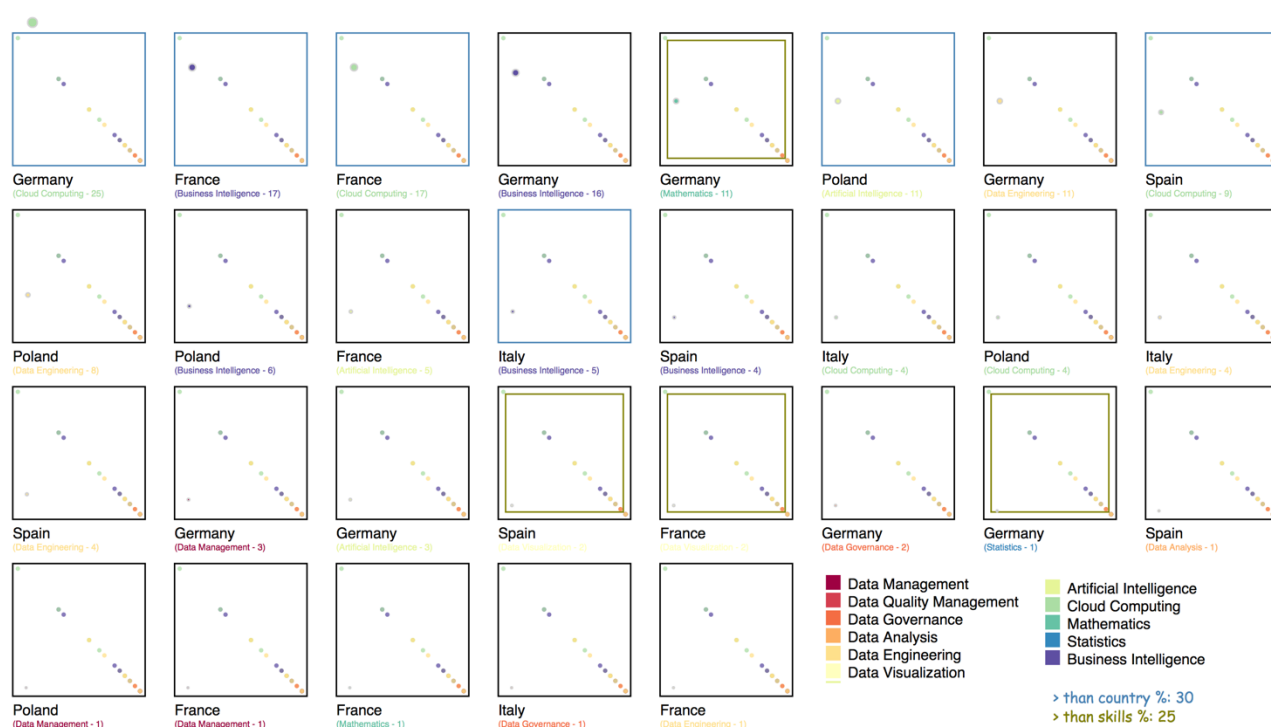 Germany
(Cloud Computing - 25)
France
(Business Intelligence - 17)
France
(Cloud Computing - 17)
Germany
(Business Intelligence - 16)
Germany
(Mathematics - 11)
Poland
(Artificial Intelligence - 11)
Germany
(Data Engineering - 11)
Spain
(Cloud Computing - 9)
Poland
(Data Engineering - 8)
Poland
(Business Intelligence - 6)
France
(Artificial Intelligence - 5)
Italy
(Business Intelligence - 5)
Spain
(Business Intelligence - 4)
Italy
(Cloud Computing - 4)
Poland
(Cloud Computing - 4)
Italy
(Data Engineering - 4)
Spain
(Data Engineering - 4)
Germany
(Data Management - 3)
Germany
(Artificial Intelligence - 3)
Spain
France
Germany
(Data Governance - 2)
Germany
(Statistics - 1)
Spain
(Data Analysis - 1)
Poland
(Data Management - 1)
France
(Data Management - 1)
France
(Mathematics - 1)
Italy
(Data Governance - 1)
France
(Data Engineering - 1)
Data Management
Data Quality Management
Data Governance
Data Analysis
Data Engineering
Data Visualization
Artificial Intelligence
Cloud Computing
Mathematics
Statistics
Business Intelligence
> than country %: 30
> than skills %: 25